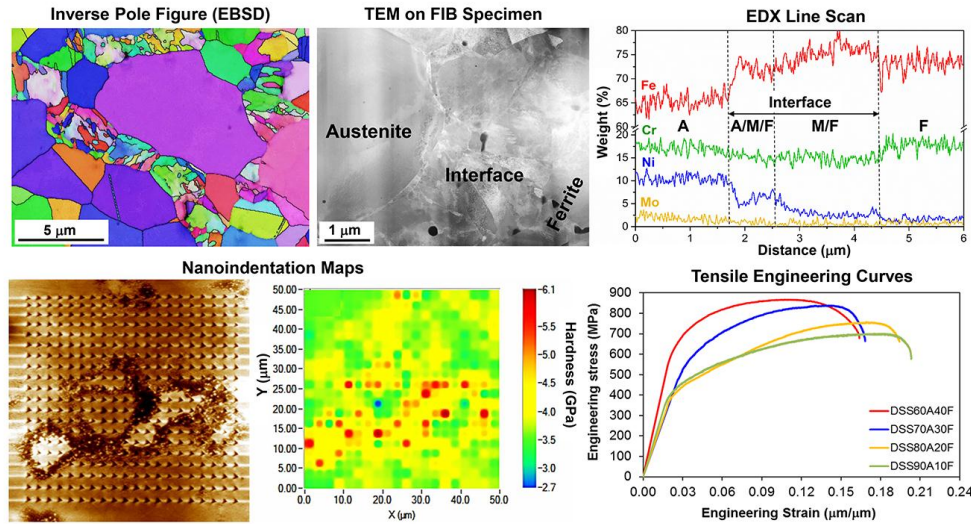 Inverse Pole Figure (EBSD)
TEM on FIB Specimen
EDX Line Scan
5 μm
Austenite
Interface
Ferrite
1 μm
Weight (%)
80
75
70
65
60
20
15
10
5
0
Fe
Cr
Ni
Mo
Interface
A
A/M/F
M/F
F
0 1 2 3 4 5 6
Distance (μm)
Nanoindentation Maps
Tensile Engineering Curves
Y (μm)
50.00
45.00
40.00
35.00
30.00
25.00
20.00
15.00
10.00
5.00
0.00
0.0 10.0 20.0 30.0 40.0 50.0
X (μm)
6.1
5.6
5.0
4.5
4.0
3.5
2.9
2.7
Hardness (GPa)
Engineering stress (MPa)
900
800
700
600
500
400
300
200
100
0
DSS60A40F
DSS70A30F
DSS80A20F
DSS90A10F
0.00 0.03 0.06 0.09 0.12 0.15 0.18 0.21 0.24
Engineering Strain (μm/μm)